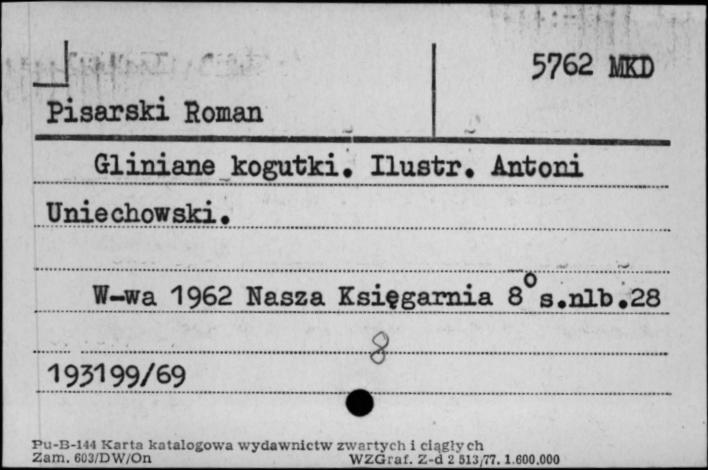 5762 MKD
Pisarski Roman
Gliniane kogutki. Ilustr. Antoni
Uniechowski.
W-wa 1962 Nasza Księgarnia 8° s.nlb.28
8
193199/69
Pu-B-144 Karta katalogowa wydawnictw zwartych i ciągłych
Zam. 603/DW/On WZGraf. Z-d 2 513/77. 1.600.000